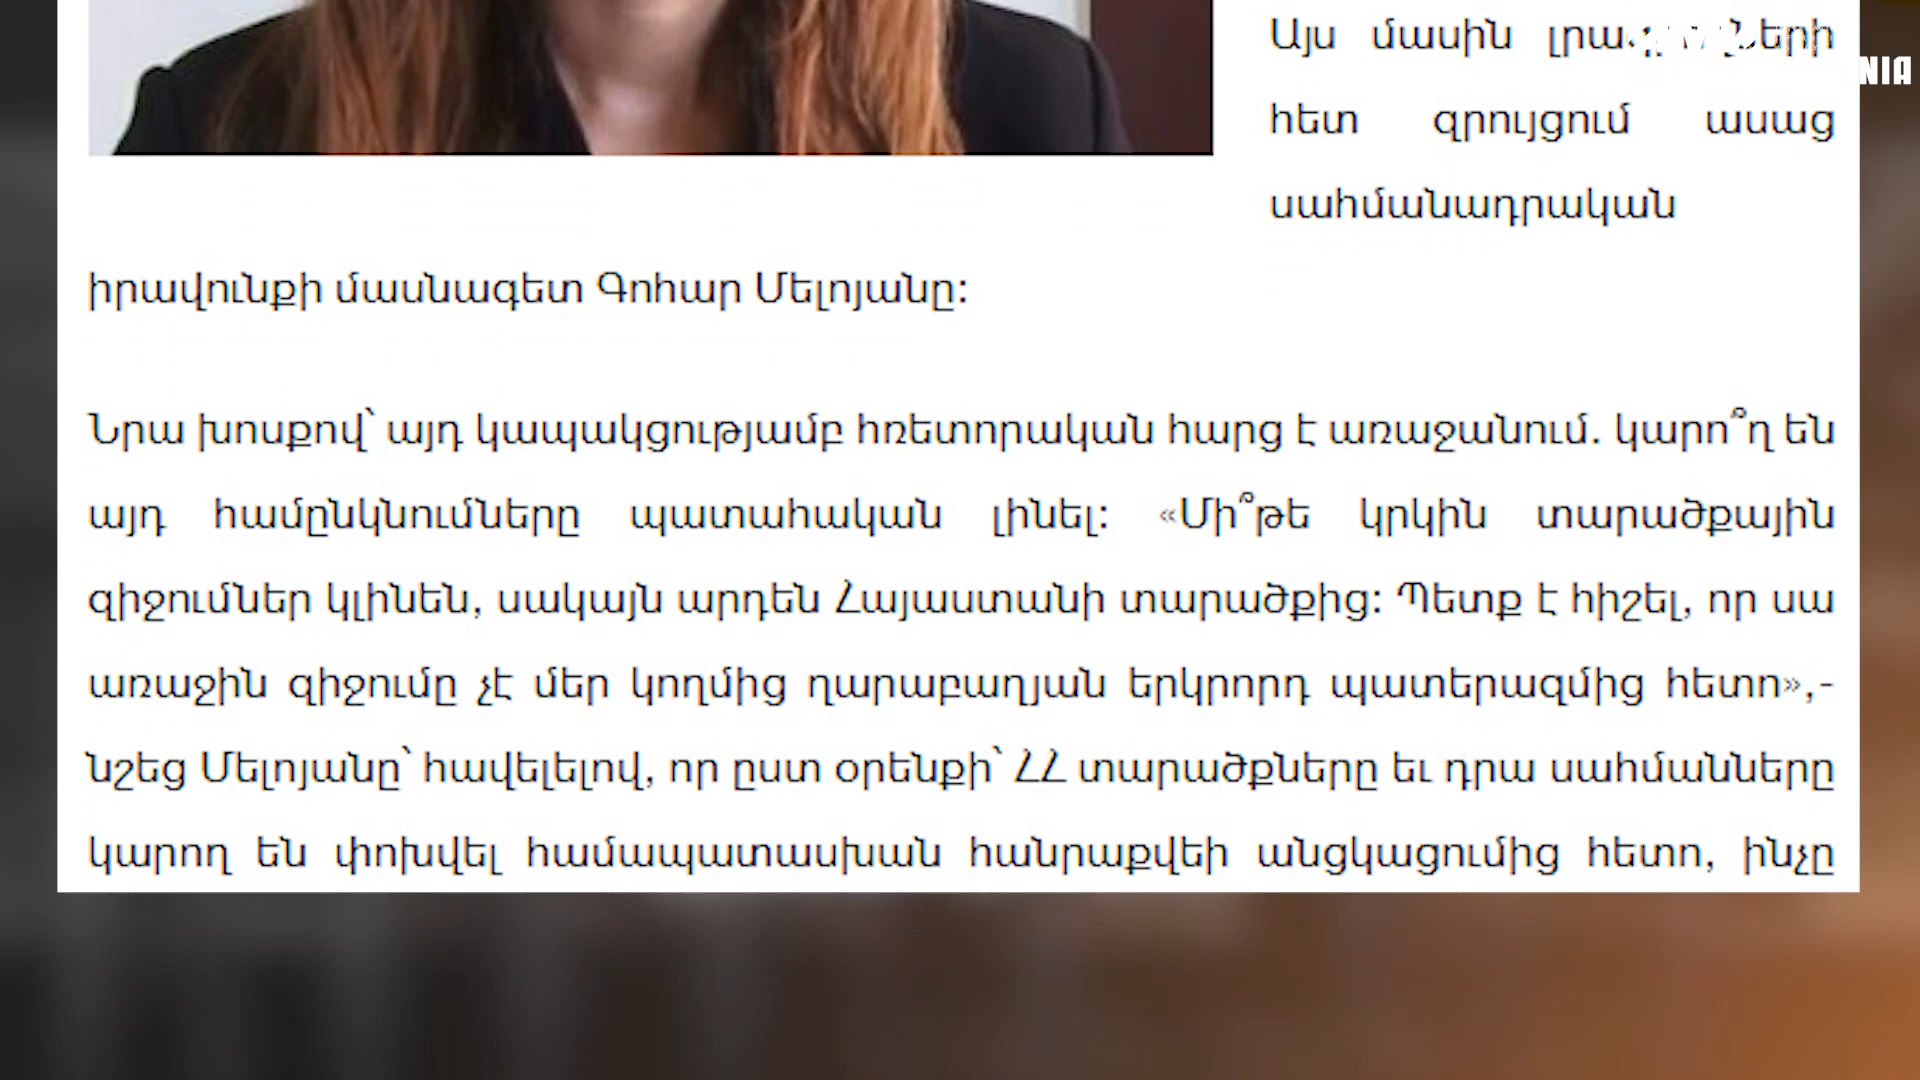 Այս մասին
հետ զրույցում ասաց
սահմանադրական
իրավունքի մասնագետ Գոհար Մելոյանը:
Նրա խոսքով՝ այդ կապակցությամբ հռետորական հարց է առաջանում. կարո՞ղ են
այդ համընկնումները պատահական լինել: «Մի՞թե կրկին տարածքային
զիջումներ կլինեն, սակայն արդեն Հայաստանի տարածքից: Պետք է հիշել, որ սա
առաջին զիջումը չէ մեր կողմից ղարաբաղյան երկրորդ պատերազմից հետո»,-
նշեց Մելոյանը՝ հավելելով, որ ըստ օրենքի՝ ՀՀ տարածքները եւ դրա սահմանները
կարող են փոխվել համապատասխան հանրաքվեի անցկացումից հետո, ինչը